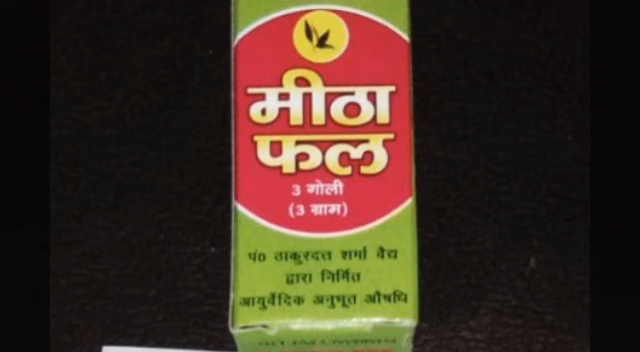 मीठा
फल
3 गोली
(3 ग्राम)
पं० ठाकुरदत्त शर्मा वैद्य
द्वारा निर्मित
आयुर्वेदिक अनुभूत औषधि